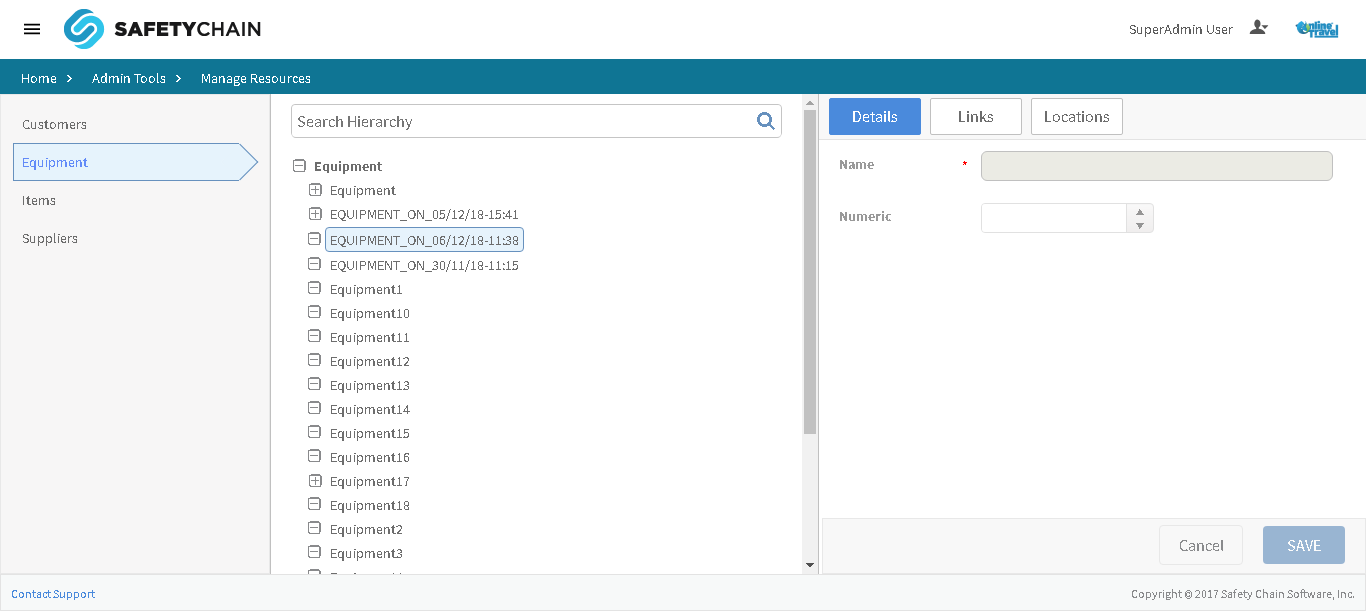 SAFETYCHAIN
SuperAdmin User
Online Travel
Home > Admin Tools > Manage Resources
Customers
Equipment
Items
Suppliers
Search Hierarchy
Equipment
Equipment
EQUIPMENT_ON_05/12/18-15:41
EQUIPMENT_ON_06/12/18-11:38
EQUIPMENT_ON_30/11/18-11:15
Equipment1
Equipment10
Equipment11
Equipment12
Equipment13
Equipment14
Equipment15
Equipment16
Equipment17
Equipment18
Equipment2
Equipment3
Details Links Locations
Name *
Numeric
Cancel SAVE
Contact Support
Copyright © 2017 Safety Chain Software, Inc.